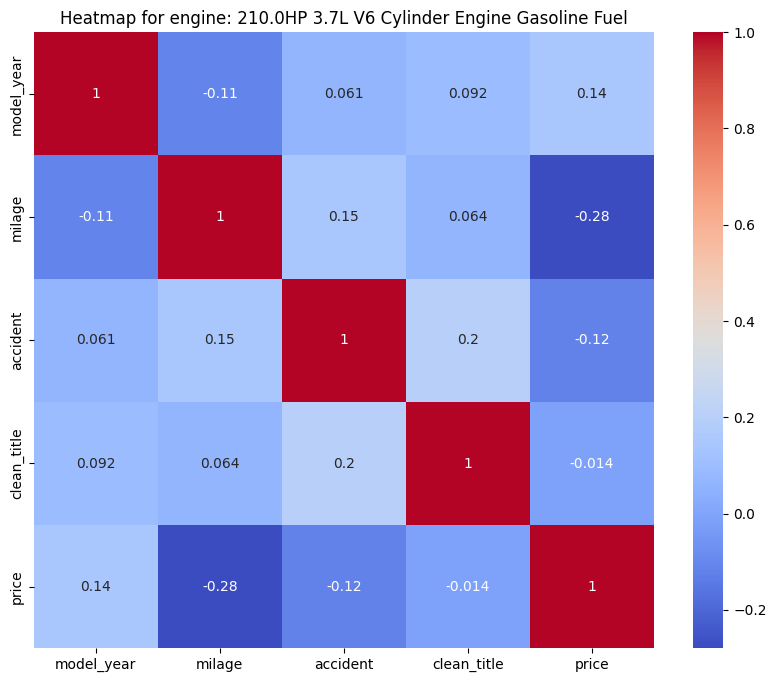 Heatmap for engine: 210.0HP 3.7L V6 Cylinder Engine Gasoline Fuel
model_year 1 -0.11 0.061 0.092 0.14
milage -0.11 1 0.15 0.064 -0.28
accident 0.061 0.15 1 0.2 -0.12
clean_title 0.092 0.064 0.2 1 -0.014
price 0.14 -0.28 -0.12 -0.014 1
model_year milage accident clean_title price
1.0
0.8
0.6
0.4
0.2
0.0
−0.2